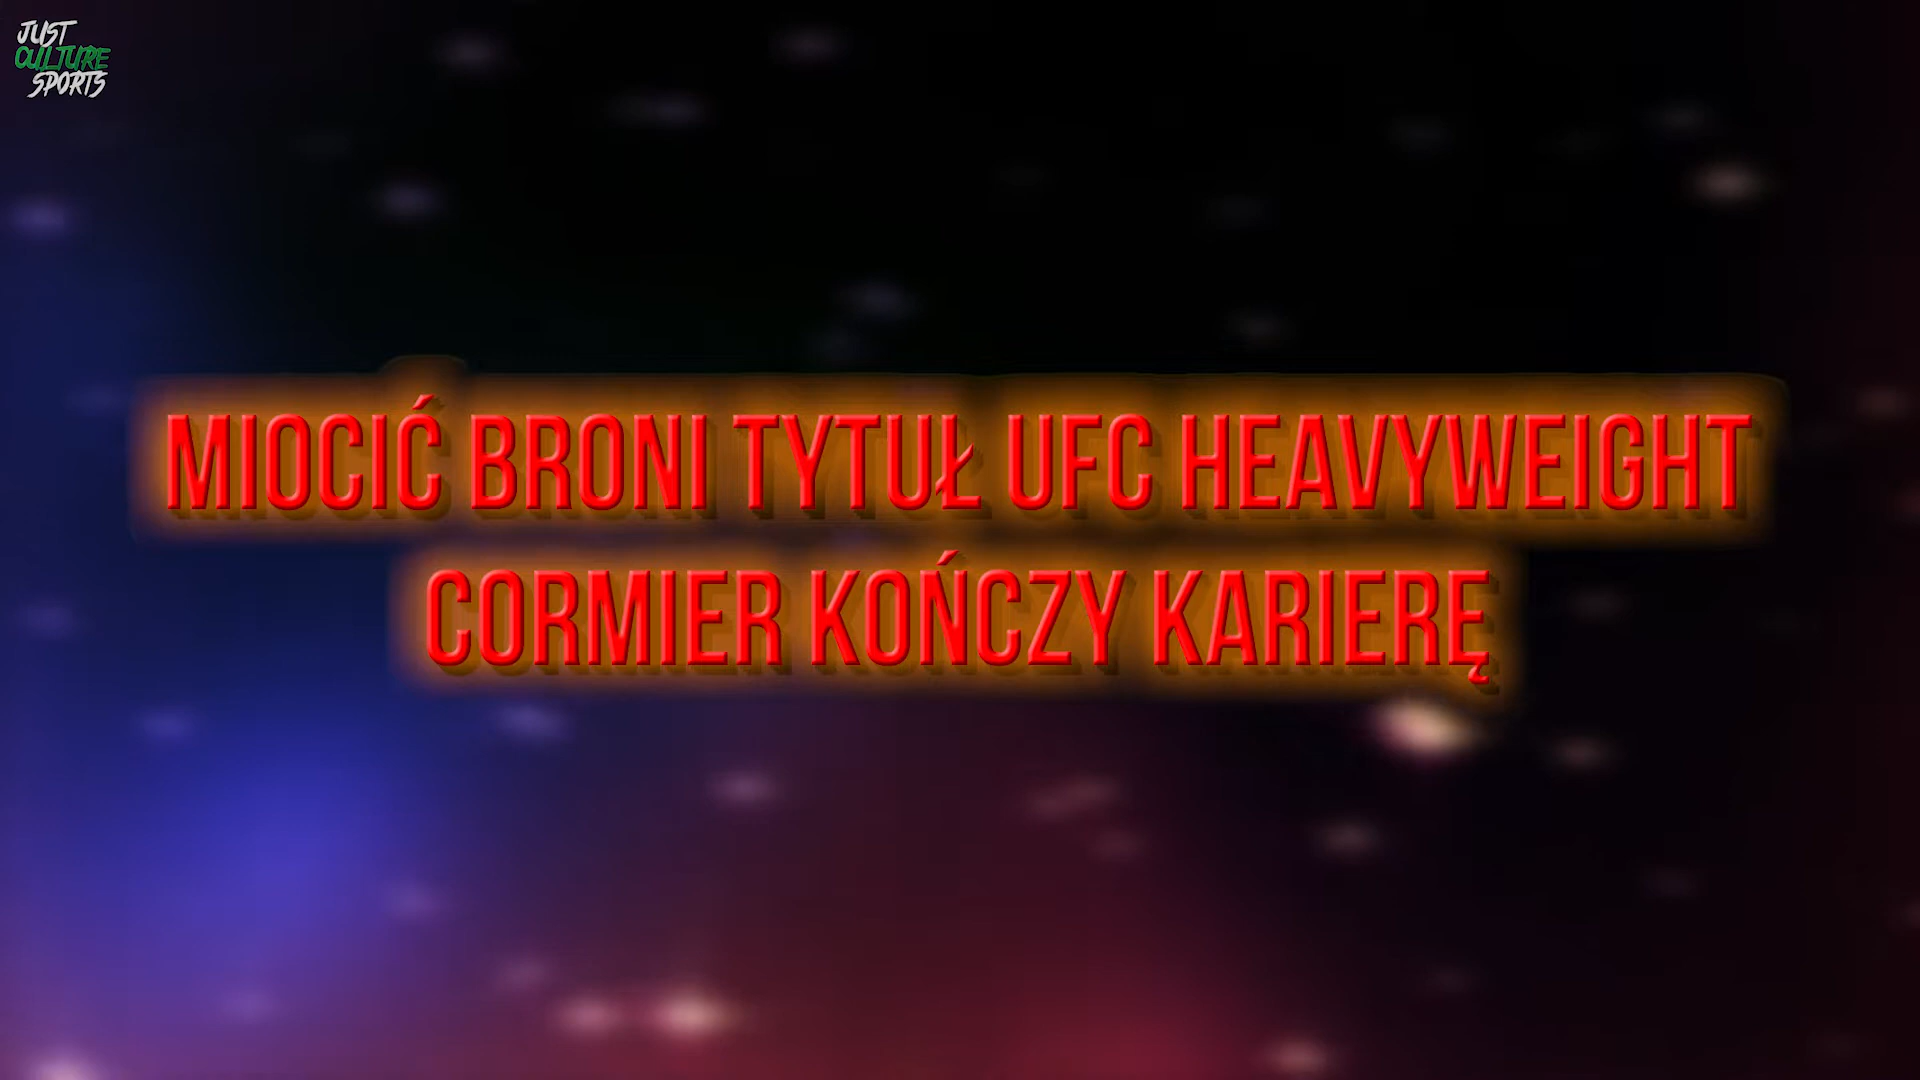 JUST
CULTURE
SPORTS
MIOCIĆ BRONI TYTUŁ UFC HEAVYWEIGHT
CORMIER KOŃCZY KARIERĘ